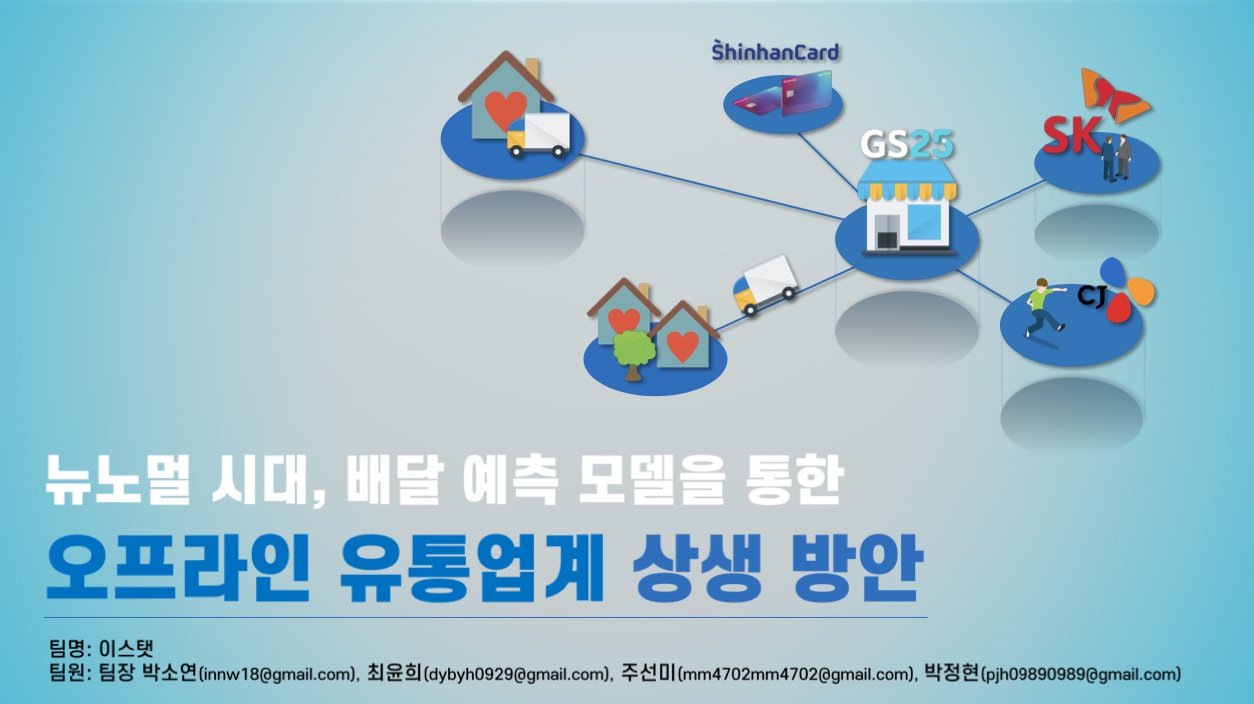 ShinhanCard
GS25
SK
CJ
뉴노멀 시대, 배달 예측 모델을 통한
오프라인 유통업계 상생 방안
팀명: 이스탯
팀원: 팀장 박소연(innw18@gmail.com), 최윤희(dybyh0929@gmail.com), 주선미(mm4702mm4702@gmail.com), 박정현(pjh09890989@gmail.com)